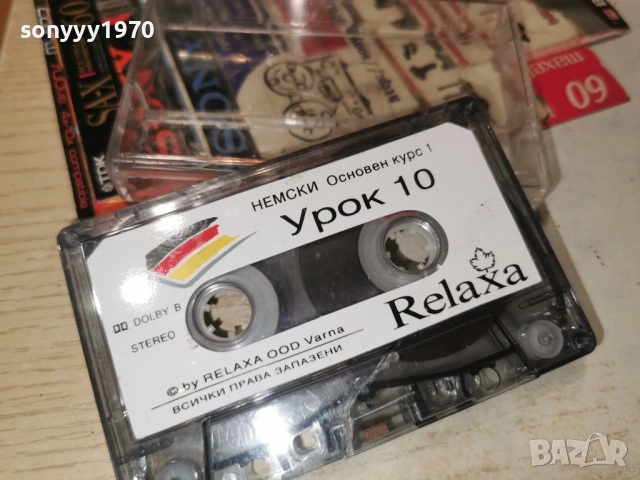 sonyyy1970
НЕМСКИ Основен курс 1
Урок 10
DOLBY B
STEREO
Relaxa
© by RELAXA OOD Varna
ВСИЧКИ ПРАВА ЗАПАЗЕНИ
maxell
60
SA-X
BAZAR